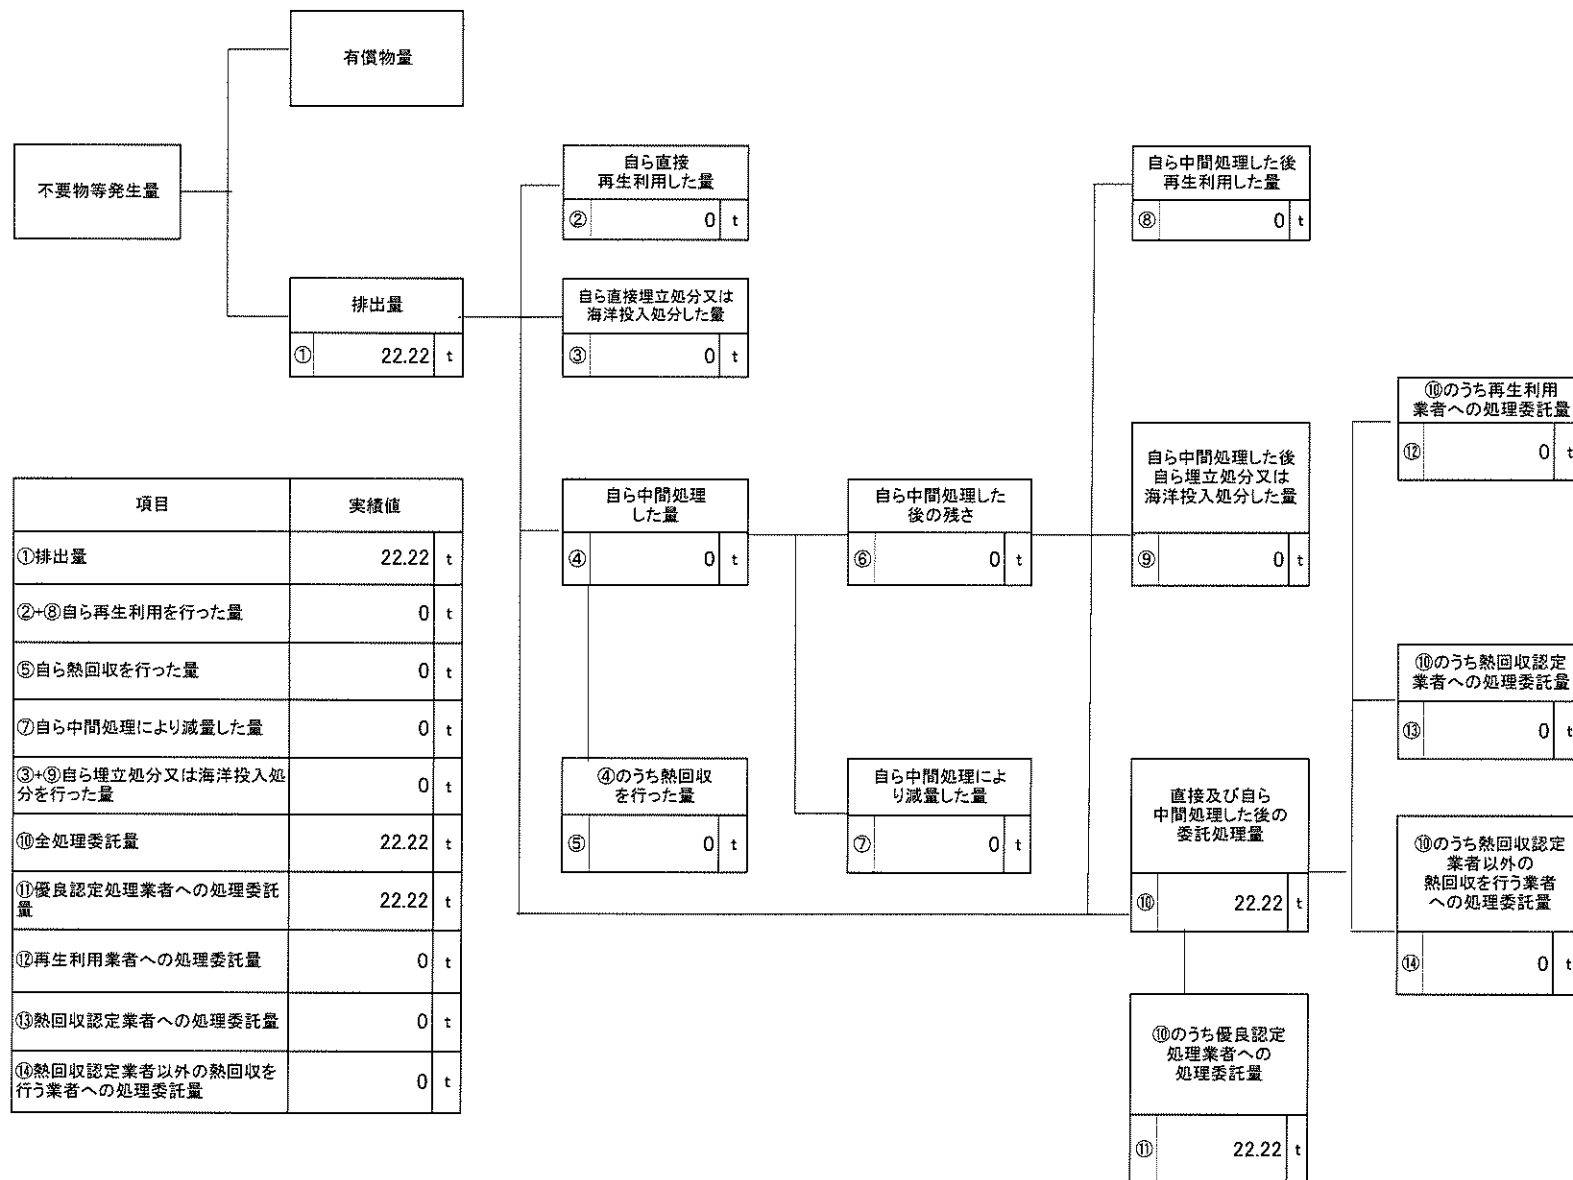 有償物量
不要物等発生量
排出量
① 22.22 t
自ら直接
再生利用した量
② 0 t
自ら直接埋立処分又は
海洋投入処分した量
③ 0 t
自ら中間処理
した量
④ 0 t
④のうち熱回収
を行った量
⑤ 0 t
自ら中間処理した
後の残さ
⑥ 0 t
自ら中間処理によ
り減量した量
⑦ 0 t
自ら中間処理した後
再生利用した量
⑧ 0 t
自ら中間処理した後
自ら埋立処分又は
海洋投入処分した量
⑨ 0 t
直接及び自ら
中間処理した後の
委託処理量
⑩ 22.22 t
⑩のうち優良認定
処理業者への
処理委託量
⑪ 22.22 t
⑩のうち再生利用
業者への処理委託量
⑫ 0 t
⑩のうち熱回収認定
業者への処理委託量
⑬ 0 t
⑩のうち熱回収認定
業者以外の
熱回収を行う業者
への処理委託量
⑭ 0 t
項目 実績値
①排出量 22.22 t
②+⑧自ら再生利用を行った量 0 t
⑤自ら熱回収を行った量 0 t
⑦自ら中間処理により減量した量 0 t
③+⑨自ら埋立処分又は海洋投入処
分を行った量 0 t
⑩全処理委託量 22.22 t
⑪優良認定処理業者への処理委託
量 22.22 t
⑫再生利用業者への処理委託量 0 t
⑬熱回収認定業者への処理委託量 0 t
⑭熱回収認定業者以外の熱回収を
行う業者への処理委託量 0 t